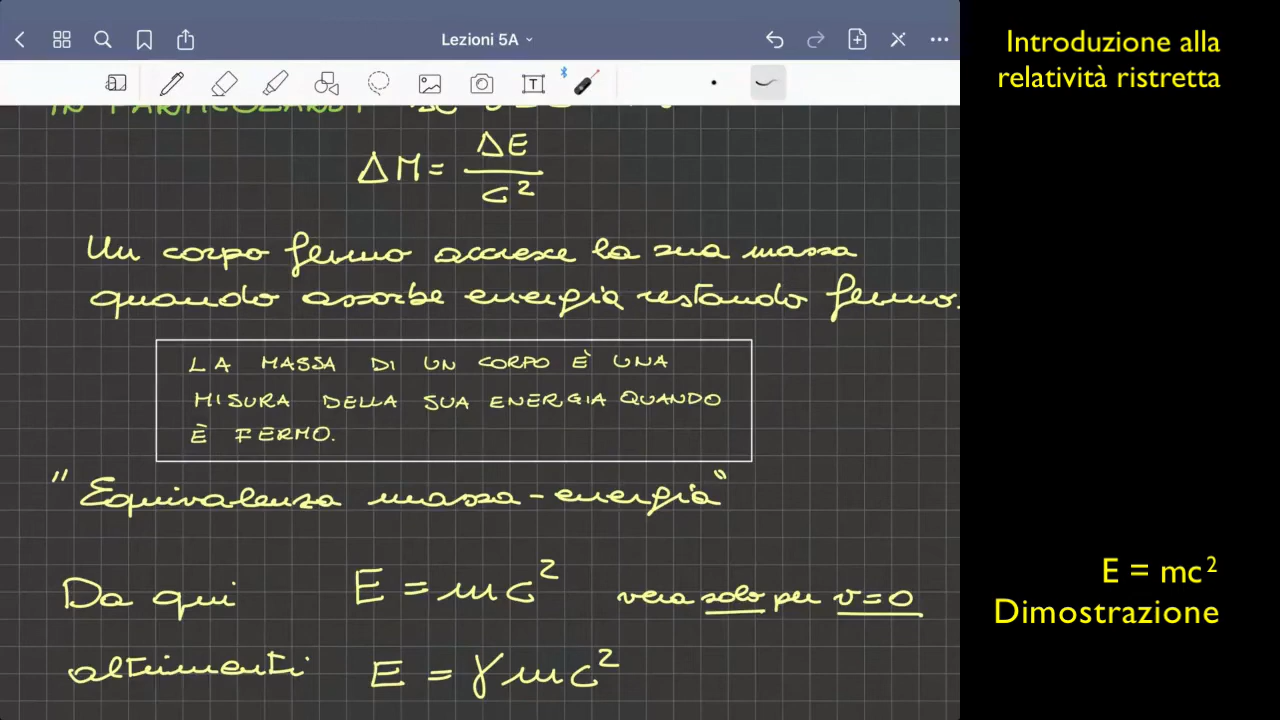 Lezioni 5A
Introduzione alla
relatività ristretta
IN PARTICOLARE:
ΔM = ΔE / c²
Un corpo fermo accresce la sua massa
quando assorbe energia restando fermo.
LA MASSA DI UN CORPO È UNA
MISURA DELLA SUA ENERGIA QUANDO
È FERMO.
"Equivalenza massa-energia"
Da qui E = mc² vera solo per v=0
altrimenti E = γmc²
E = mc²
Dimostrazione